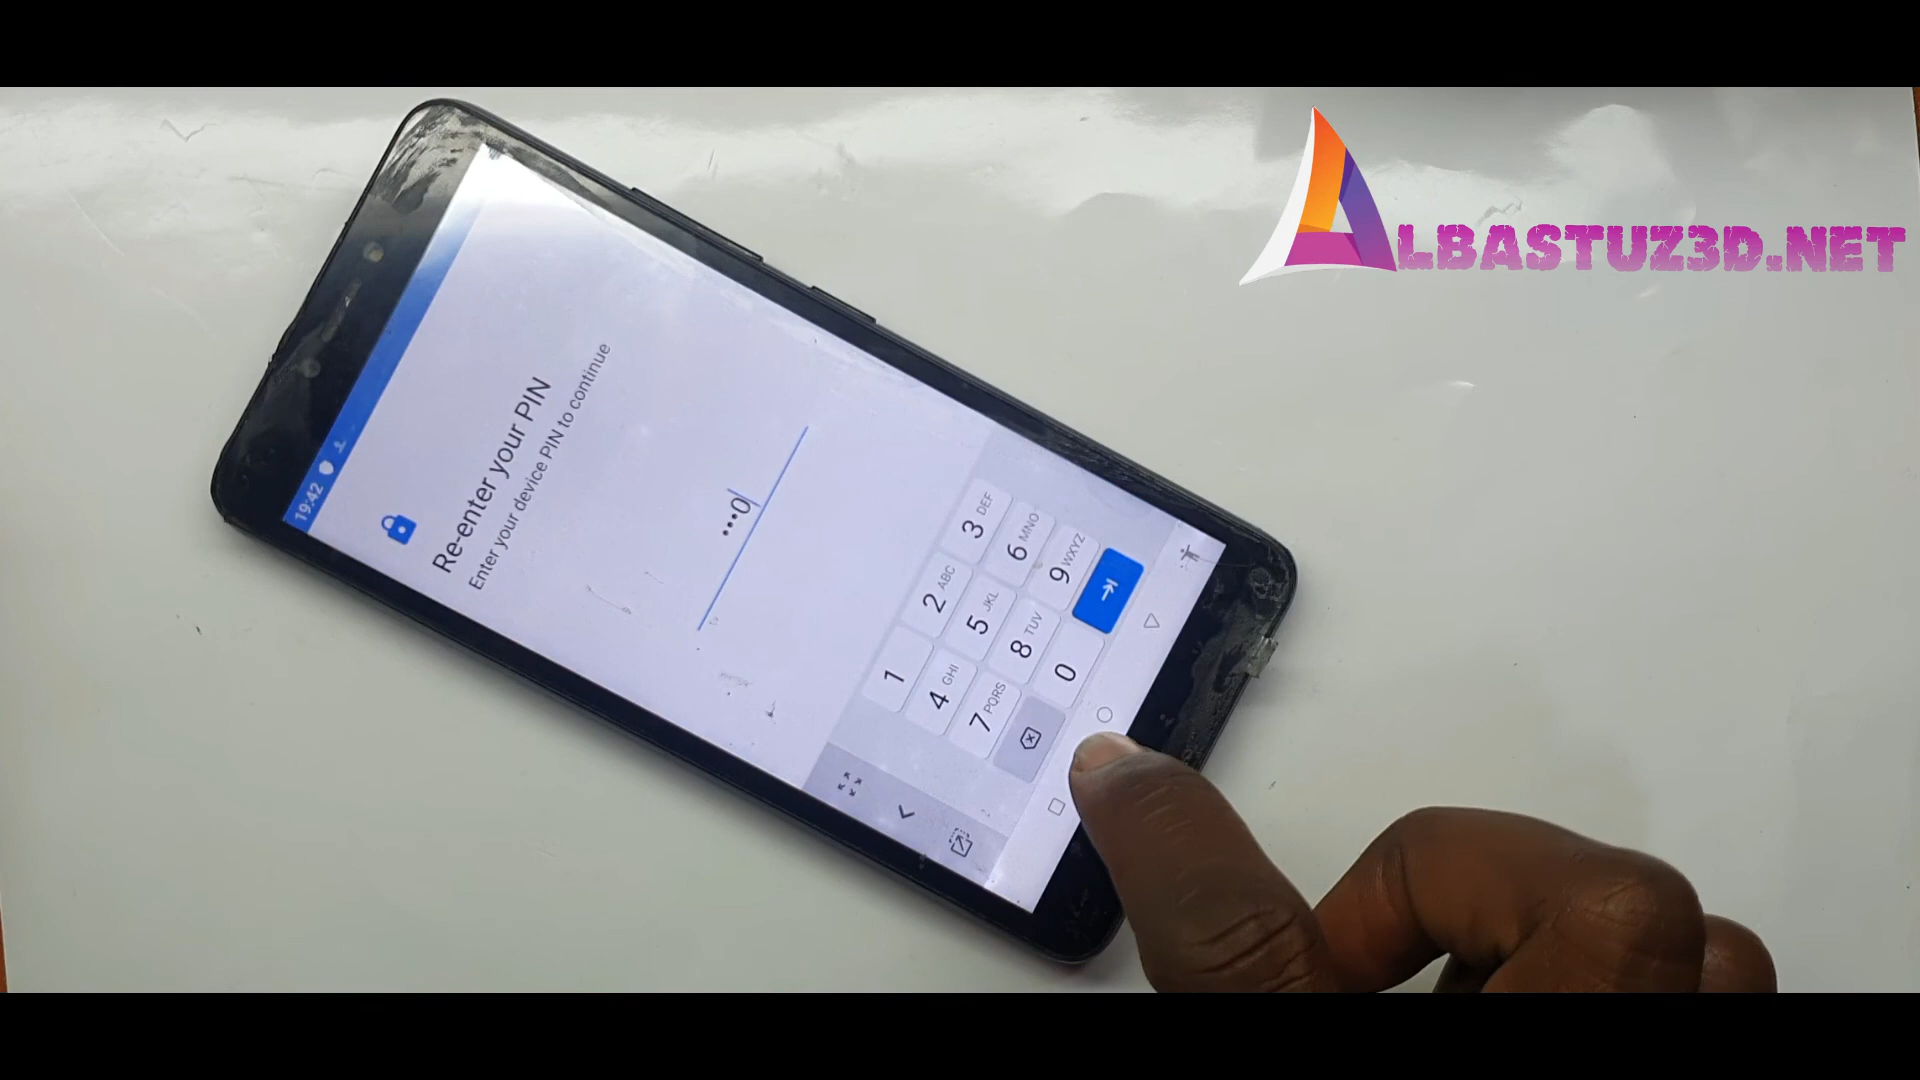 ALBASTUZ3D.NET
19:42
Re-enter your PIN
Enter your device PIN to continue
•••0
1
2 ABC
3 DEF
4 GHI
5 JKL
6 MNO
7 PQRS
8 TUV
9 WXYZ
0